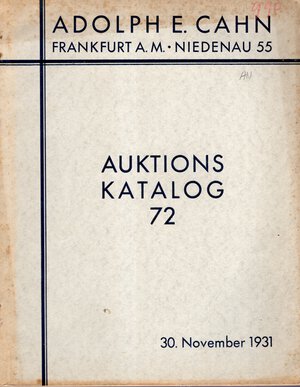 ADOLPH E. CAHN
FRANKFURT A. M. · NIEDENAU 55
AUKTIONS
KATALOG
72
30. November 1931